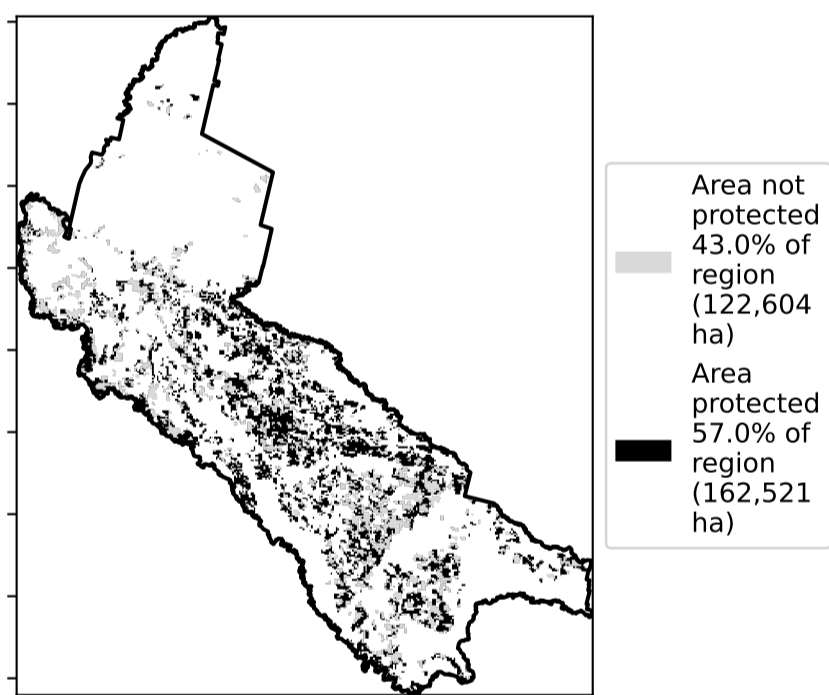 Area not
protected
43.0% of
region
(122,604
ha)
Area
protected
57.0% of
region
(162,521
ha)